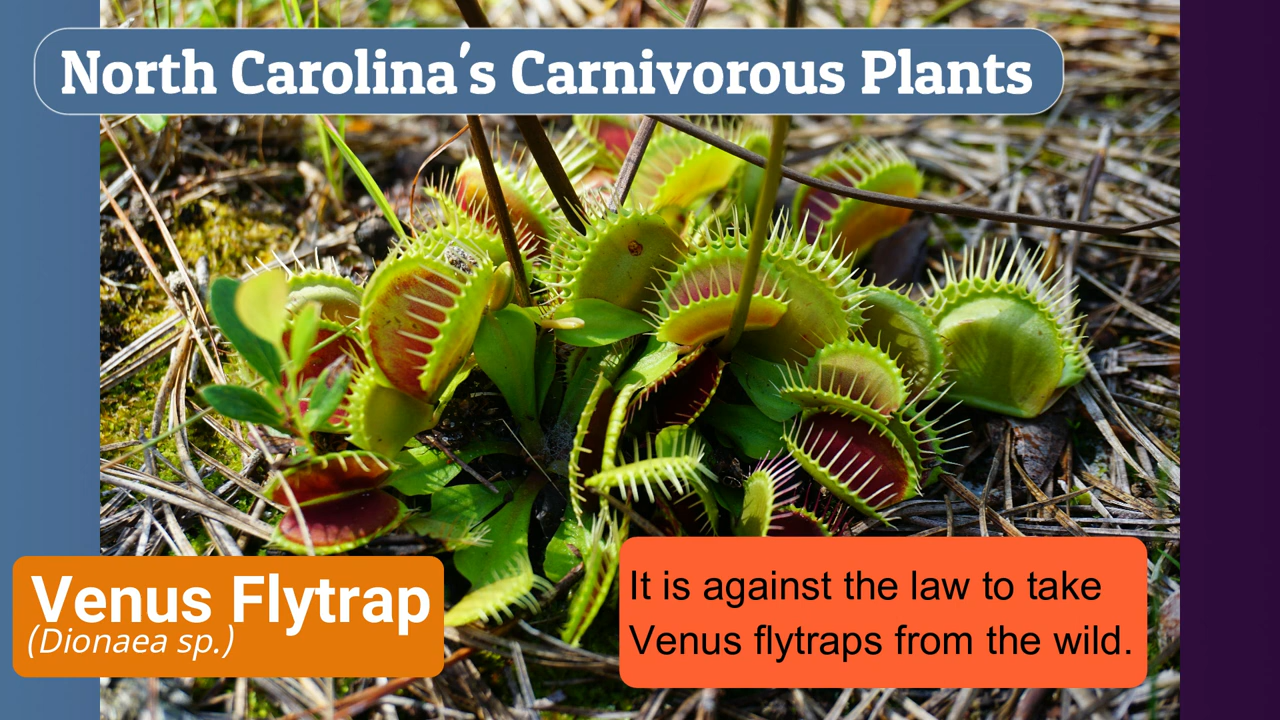 North Carolina's Carnivorous Plants
Venus Flytrap
(Dionaea sp.)
It is against the law to take
Venus flytraps from the wild.